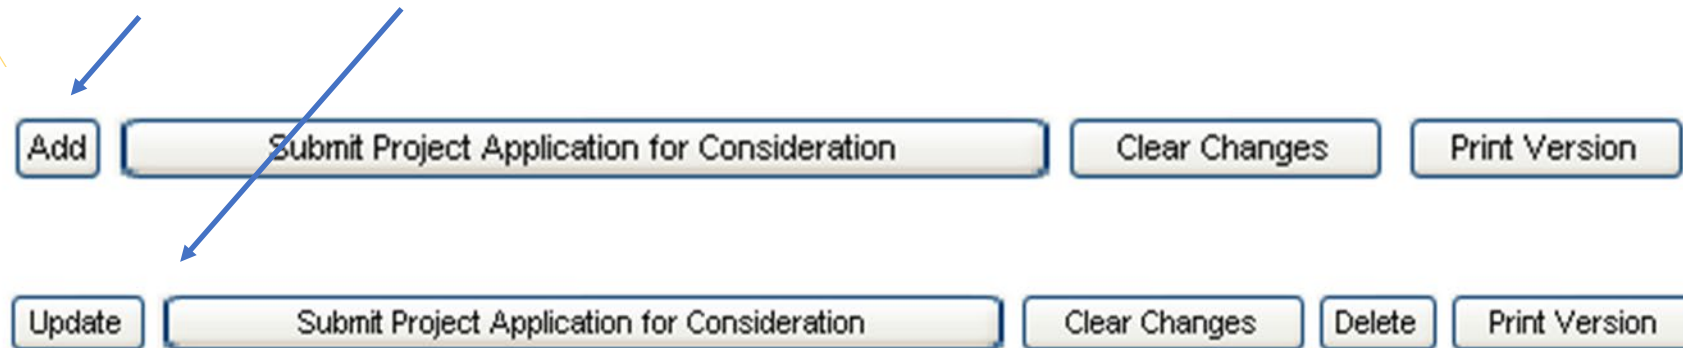 Add Submit Project Application for Consideration Clear Changes Print Version
Update Submit Project Application for Consideration Clear Changes Delete Print Version